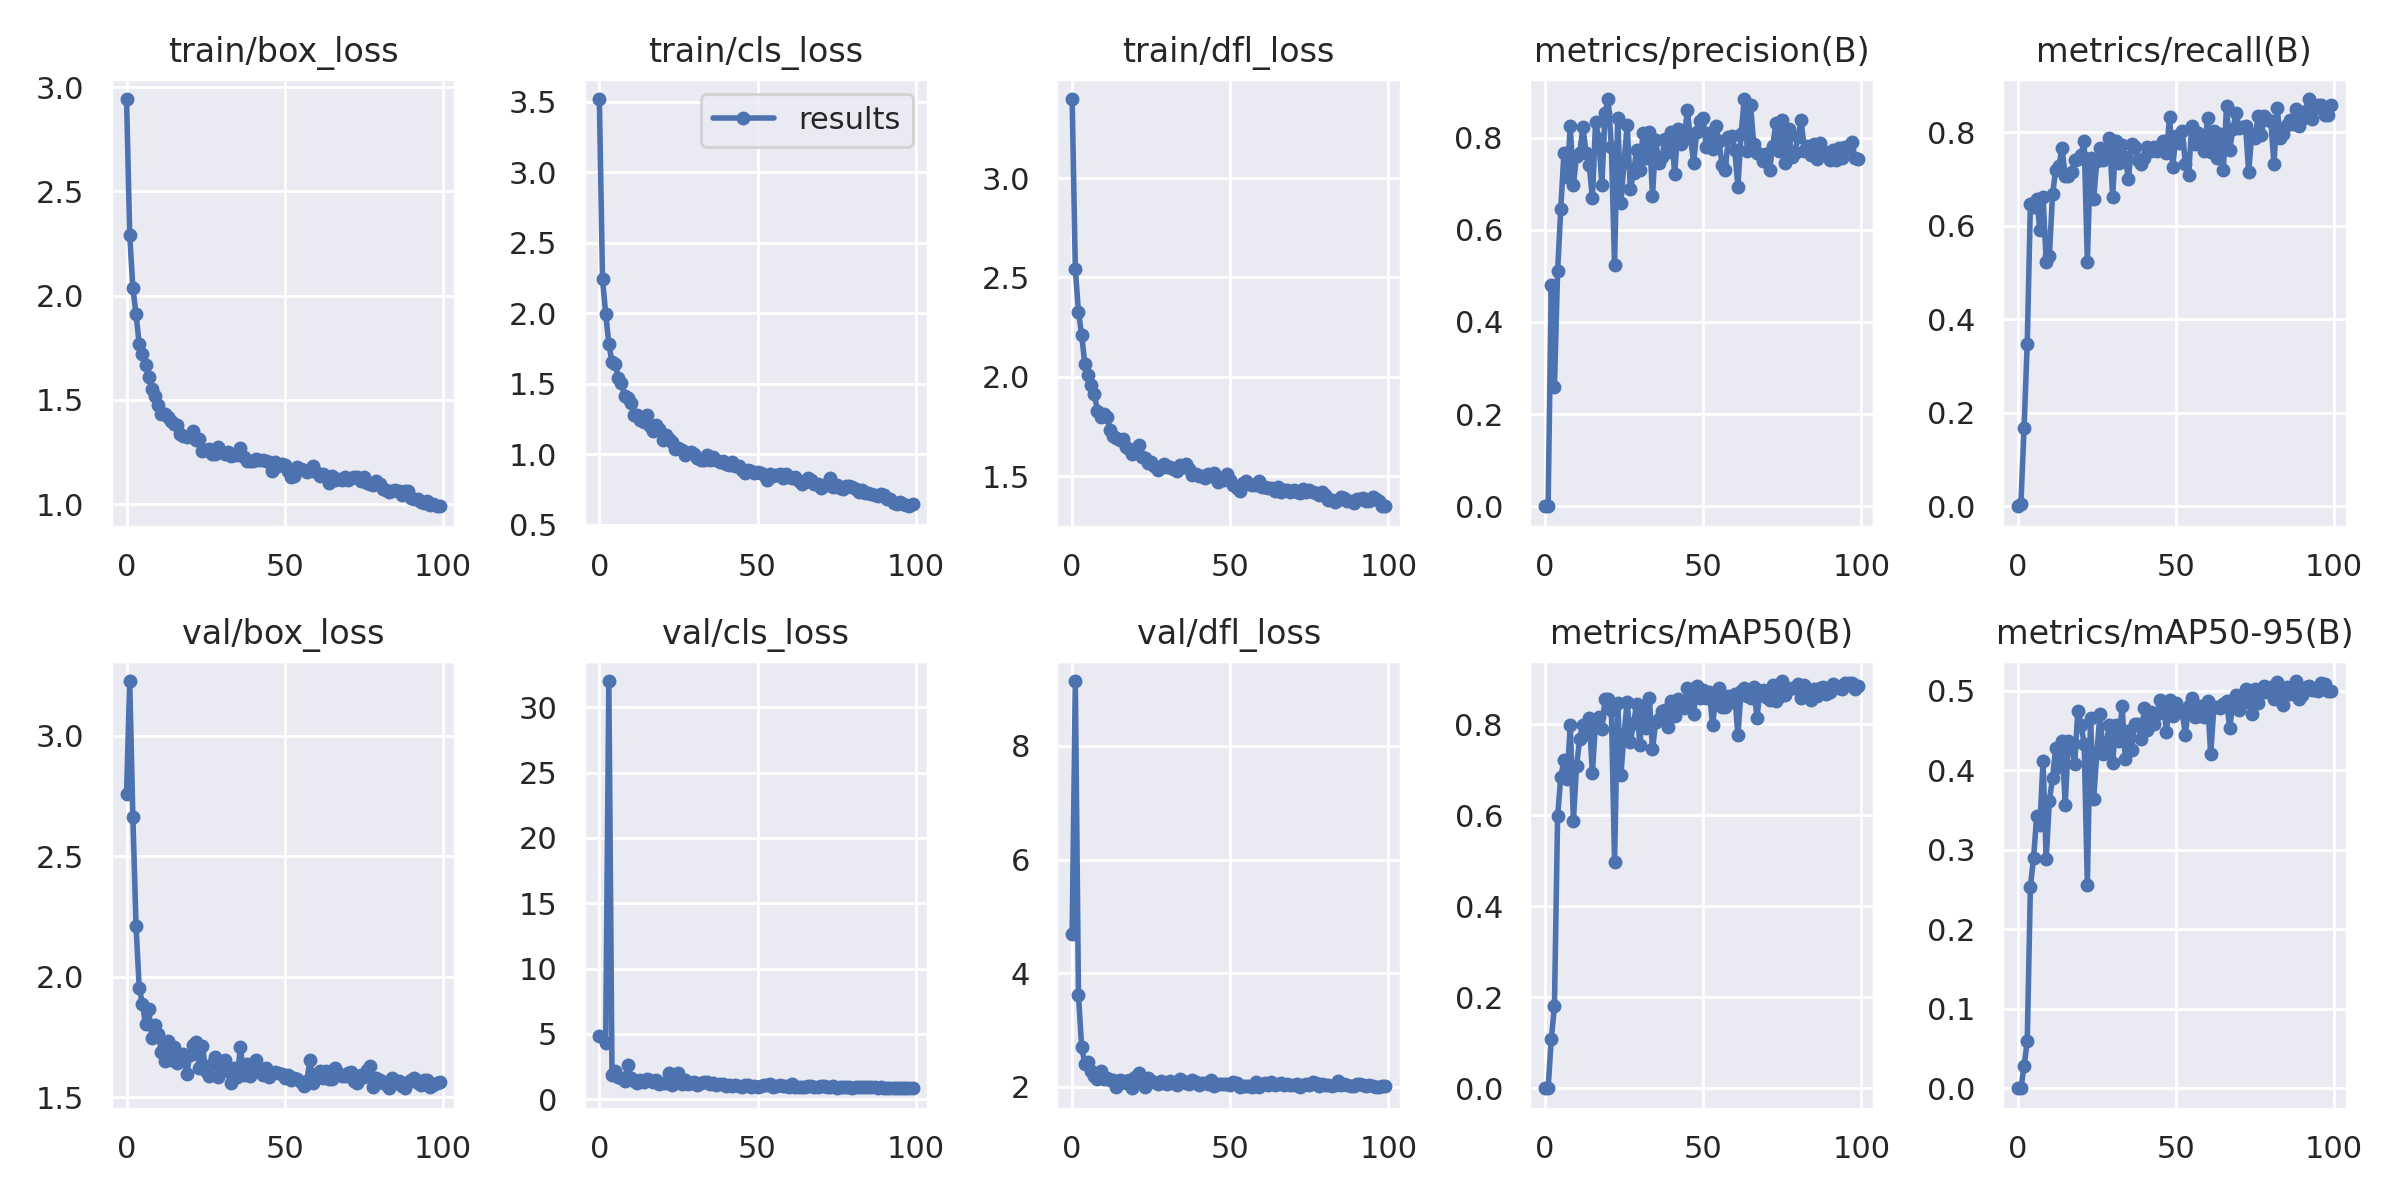 train/box_loss
3.0
2.5
2.0
1.5
1.0
0 50 100
train/cls_loss
results
3.5
3.0
2.5
2.0
1.5
1.0
0.5
0 50 100
train/dfl_loss
3.0
2.5
2.0
1.5
0 50 100
metrics/precision(B)
0.8
0.6
0.4
0.2
0.0
0 50 100
metrics/recall(B)
0.8
0.6
0.4
0.2
0.0
0 50 100
val/box_loss
3.0
2.5
2.0
1.5
0 50 100
val/cls_loss
30
25
20
15
10
5
0
0 50 100
val/dfl_loss
8
6
4
2
0 50 100
metrics/mAP50(B)
0.8
0.6
0.4
0.2
0.0
0 50 100
metrics/mAP50-95(B)
0.5
0.4
0.3
0.2
0.1
0.0
0 50 100